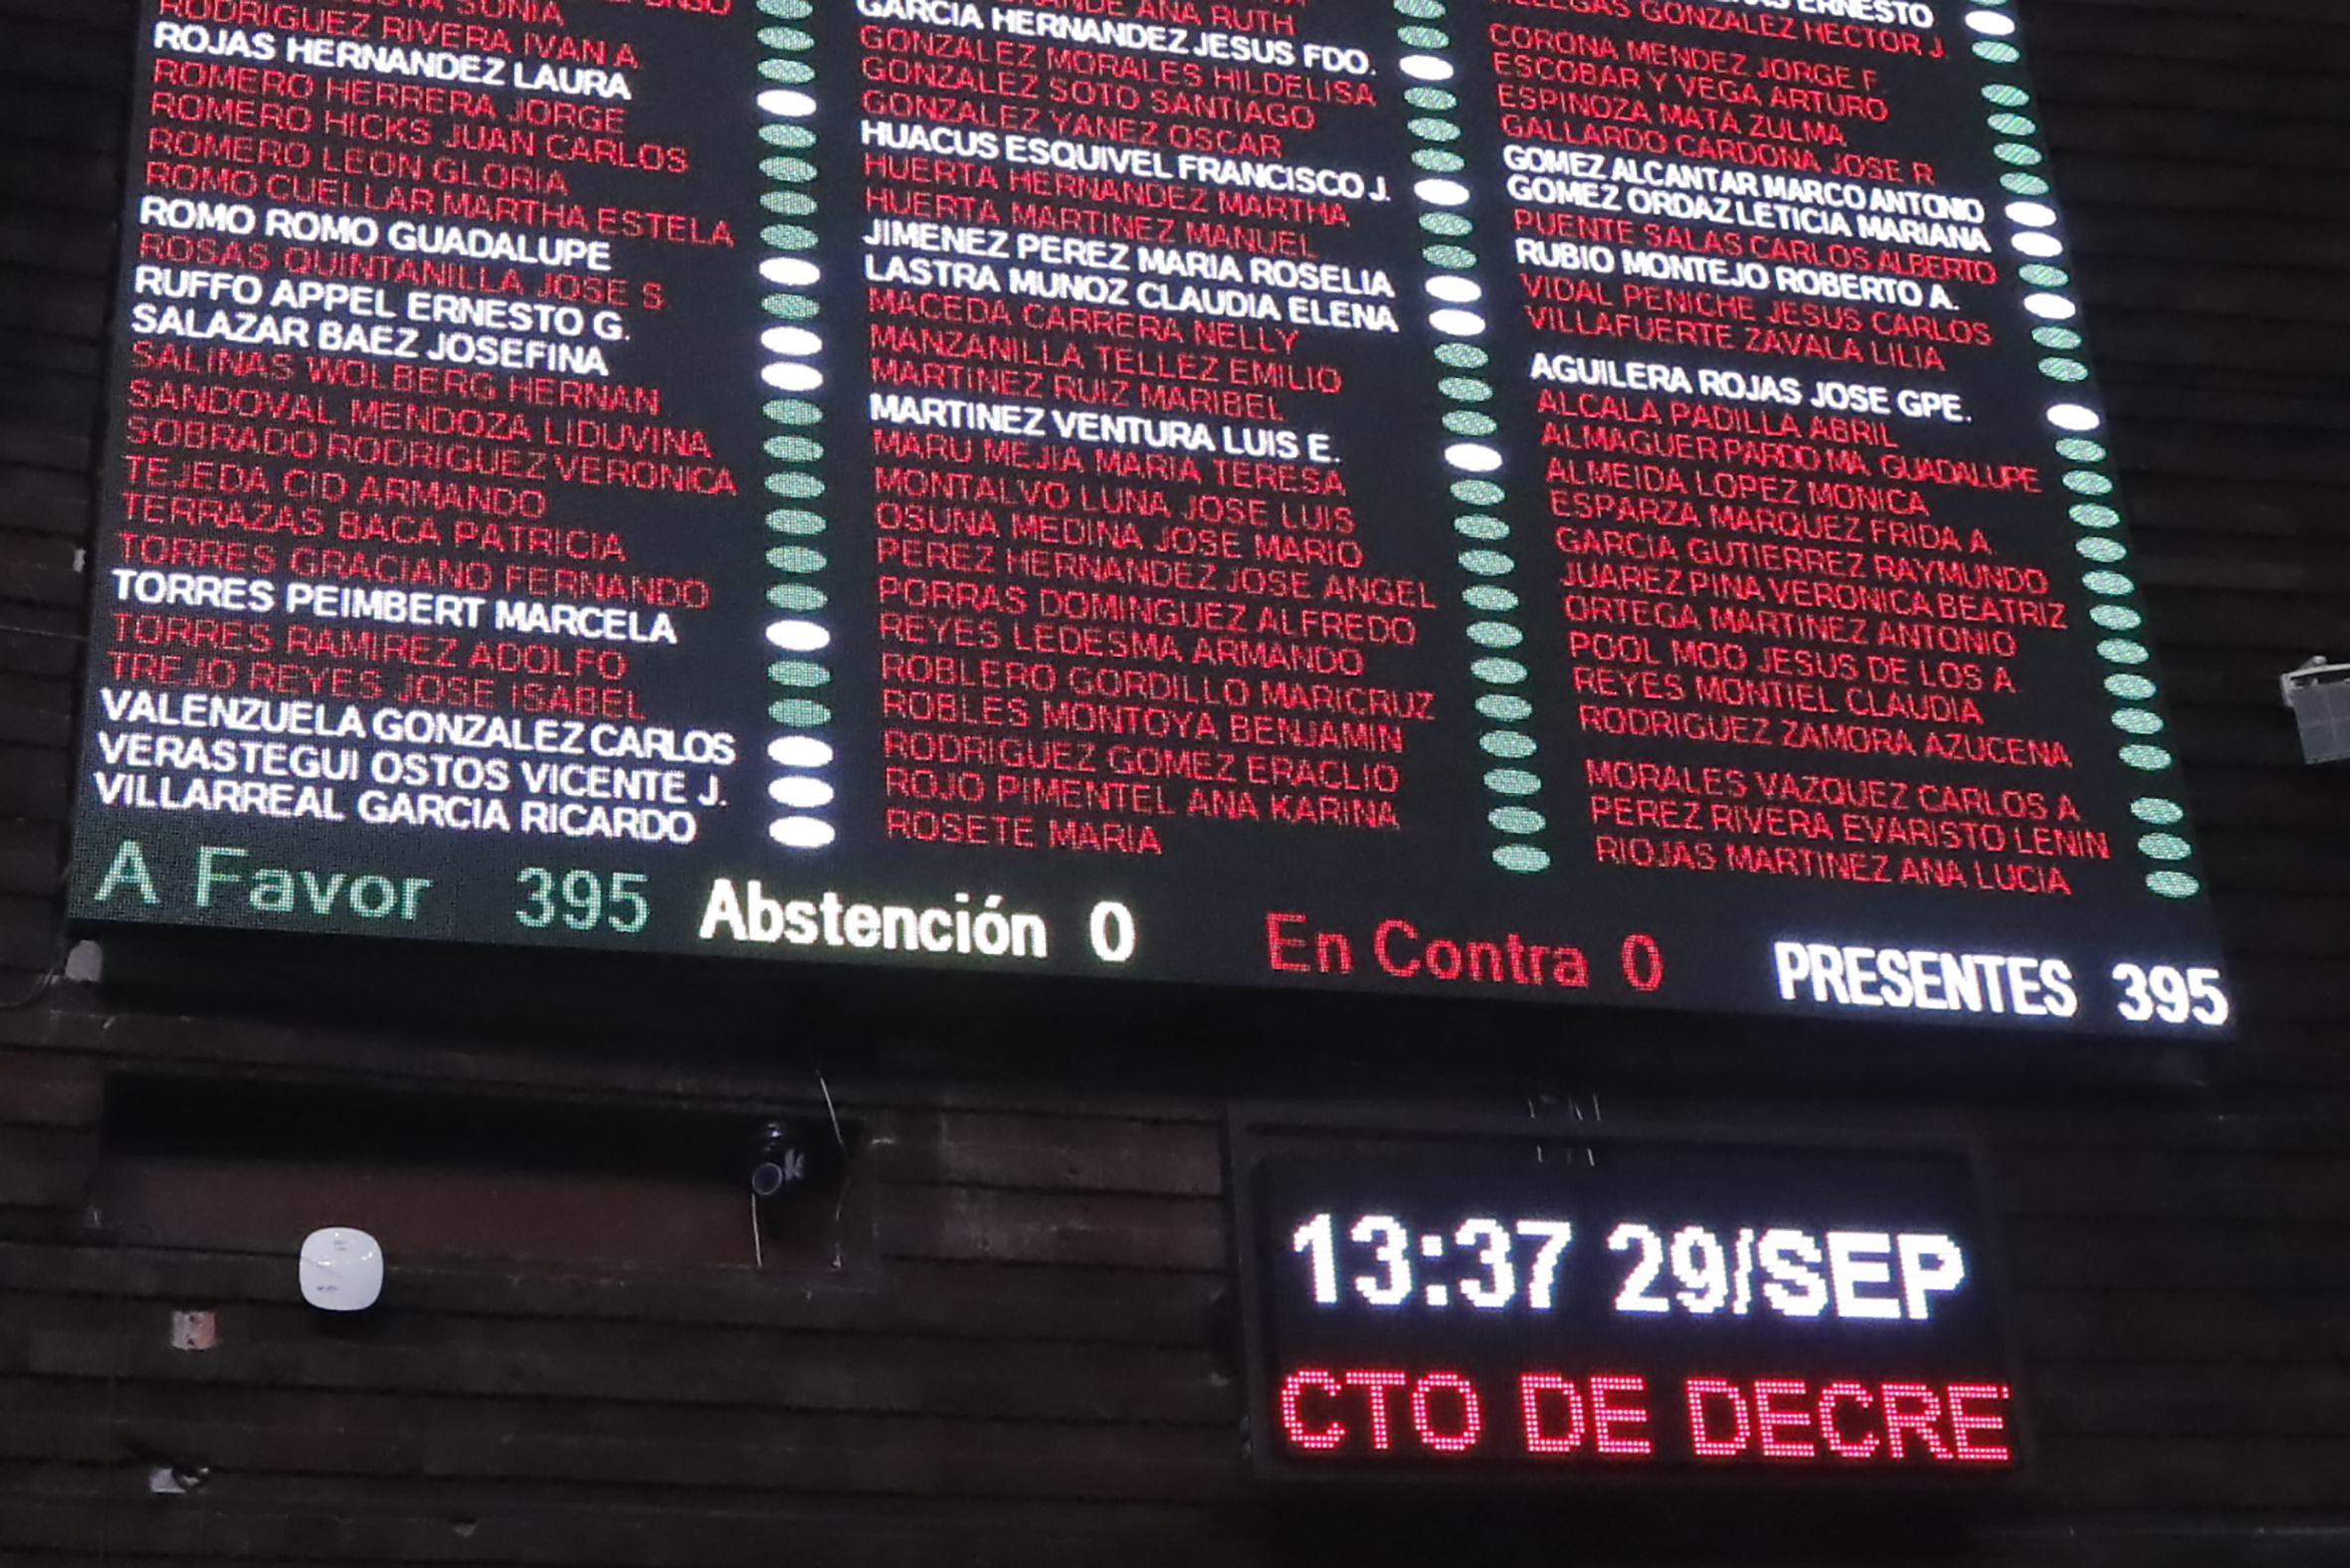 SONIA
RODRIGUEZ RIVERA IVAN A
ROJAS HERNANDEZ LAURA
ROMERO HERRERA JORGE
ROMERO HICKS JUAN CARLOS
ROMERO LEON GLORIA
ROMO CUELLAR MARTHA ESTELA
ROMO ROMO GUADALUPE
ROSAS QUINTANILLA JOSE S.
RUFFO APPEL ERNESTO G.
SALAZAR BAEZ JOSEFINA
SALINAS WOLBERG HERNAN
SANDOVAL MENDOZA LIDUVINA
SOBRADO RODRIGUEZ VERONICA
TEJEDA CID ARMANDO
TERRAZAS BACA PATRICIA
TORRES GRACIANO FERNANDO
TORRES PEIMBERT MARCELA
TORRES RAMIREZ ADOLFO
TREJO REYES JOSE ISABEL
VALENZUELA GONZALEZ CARLOS
VERASTEGUI OSTOS VICENTE J.
VILLARREAL GARCIA RICARDO
ANA RUTH
GARCIA HERNANDEZ JESUS FDO.
GONZALEZ MORALES HILDELISA
GONZALEZ SOTO SANTIAGO
GONZALEZ YANEZ OSCAR
HUACUS ESQUIVEL FRANCISCO J.
HUERTA HERNANDEZ MARTHA
HUERTA MARTINEZ MANUEL
JIMENEZ PEREZ MARIA ROSELIA
LASTRA MUNOZ CLAUDIA ELENA
MACEDA CARRERA NELLY
MANZANILLA TELLEZ EMILIO
MARTINEZ RUIZ MARIBEL
MARTINEZ VENTURA LUIS E.
MARU MEJIA MARIA TERESA
MONTALVO LUNA JOSE LUIS
OSUNA MEDINA JOSE MARIO
PEREZ HERNANDEZ JOSE ANGEL
PORRAS DOMINGUEZ ALFREDO
REYES LEDESMA ARMANDO
ROBLERO GORDILLO MARICRUZ
ROBLES MONTOYA BENJAMIN
RODRIGUEZ GOMEZ ERACLIO
ROJO PIMENTEL ANA KARINA
ROSETE MARIA
ERNESTO
GONZALEZ HECTOR J.
CORONA MENDEZ JORGE F.
ESCOBAR Y VEGA ARTURO
ESPINOZA MATA ZULMA
GALLARDO CARDONA JOSE R.
GOMEZ ALCANTAR MARCO ANTONIO
GOMEZ ORDAZ LETICIA MARIANA
PUENTE SALAS CARLOS ALBERTO
RUBIO MONTEJO ROBERTO A.
VIDAL PENICHE JESUS CARLOS
VILLAFUERTE ZAVALA LILIA
AGUILERA ROJAS JOSE GPE.
ALCALA PADILLA ABRIL
ALMAGUER PARDO MA. GUADALUPE
ALMEIDA LOPEZ MONICA
ESPARZA MARQUEZ FRIDA A.
GARCIA GUTIERREZ RAYMUNDO
JUAREZ PINA VERONICA BEATRIZ
ORTEGA MARTINEZ ANTONIO
POOL MOO JESUS DE LOS A.
REYES MONTIEL CLAUDIA
RODRIGUEZ ZAMORA AZUCENA
MORALES VAZQUEZ CARLOS A.
PEREZ RIVERA EVARISTO LENIN
RIOJAS MARTINEZ ANA LUCIA
A Favor 395 Abstención 0 En Contra 0 PRESENTES 395
13:37 29/SEP
CTO DE DECRE